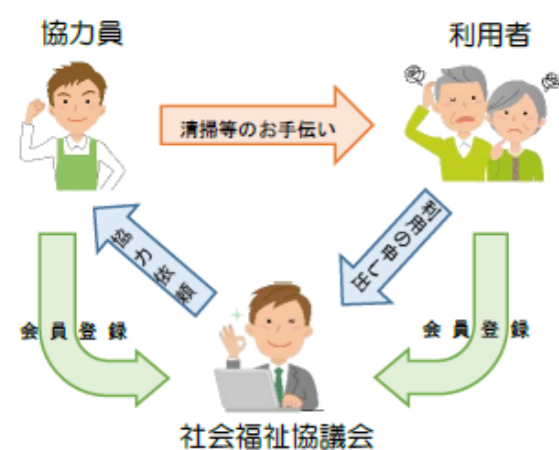 協力員
利用者
清掃等のお手伝い
協力依頼
利用の申し込
会員登録
会員登録
社会福祉協議会